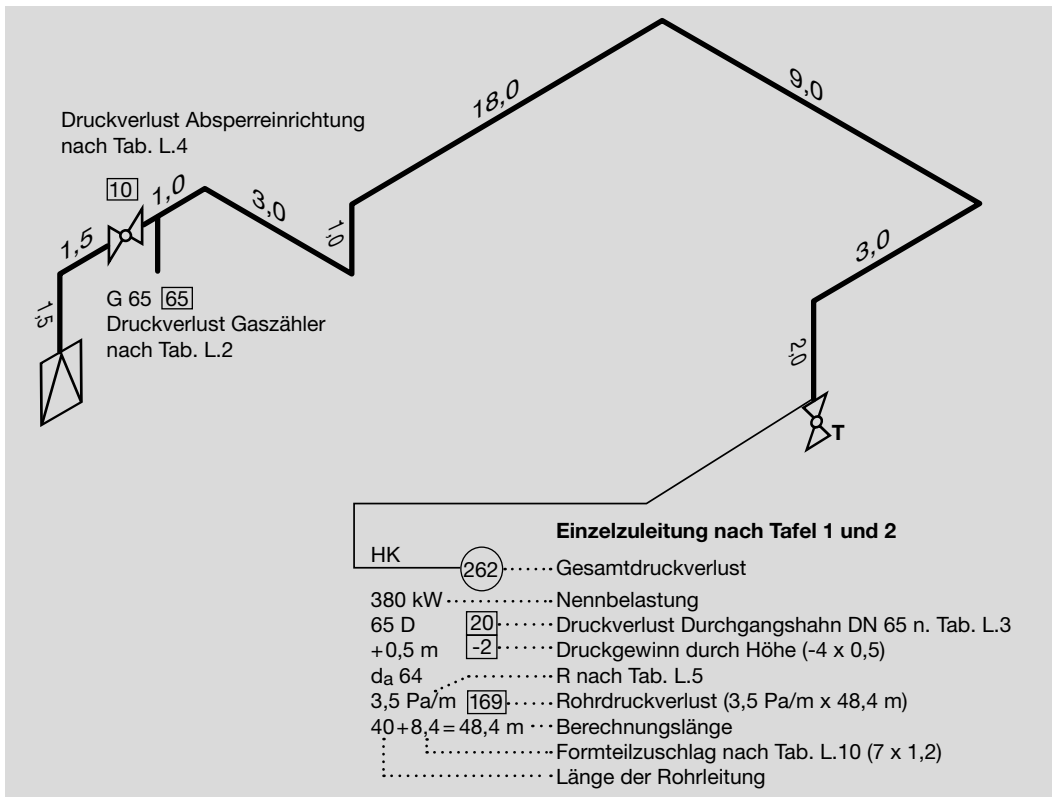 18,0
9,0
Druckverlust Absperreinrichtung
nach Tab. L.4
10
1,0
3,0
1,0
1,5
3,0
1,5
G 65 65
Druckverlust Gaszähler
nach Tab. L.2
2,0
T
Einzelzuleitung nach Tafel 1 und 2
HK
262 Gesamtdruckverlust
380 kW Nennbelastung
65 D 20 Druckverlust Durchgangshahn DN 65 n. Tab. L.3
+0,5 m -2 Druckgewinn durch Höhe (-4 x 0,5)
da 64 R nach Tab. L.5
3,5 Pa/m 169 Rohrdruckverlust (3,5 Pa/m x 48,4 m)
40+8,4=48,4 m Berechnungslänge
Formteilzuschlag nach Tab. L.10 (7 x 1,2)
Länge der Rohrleitung